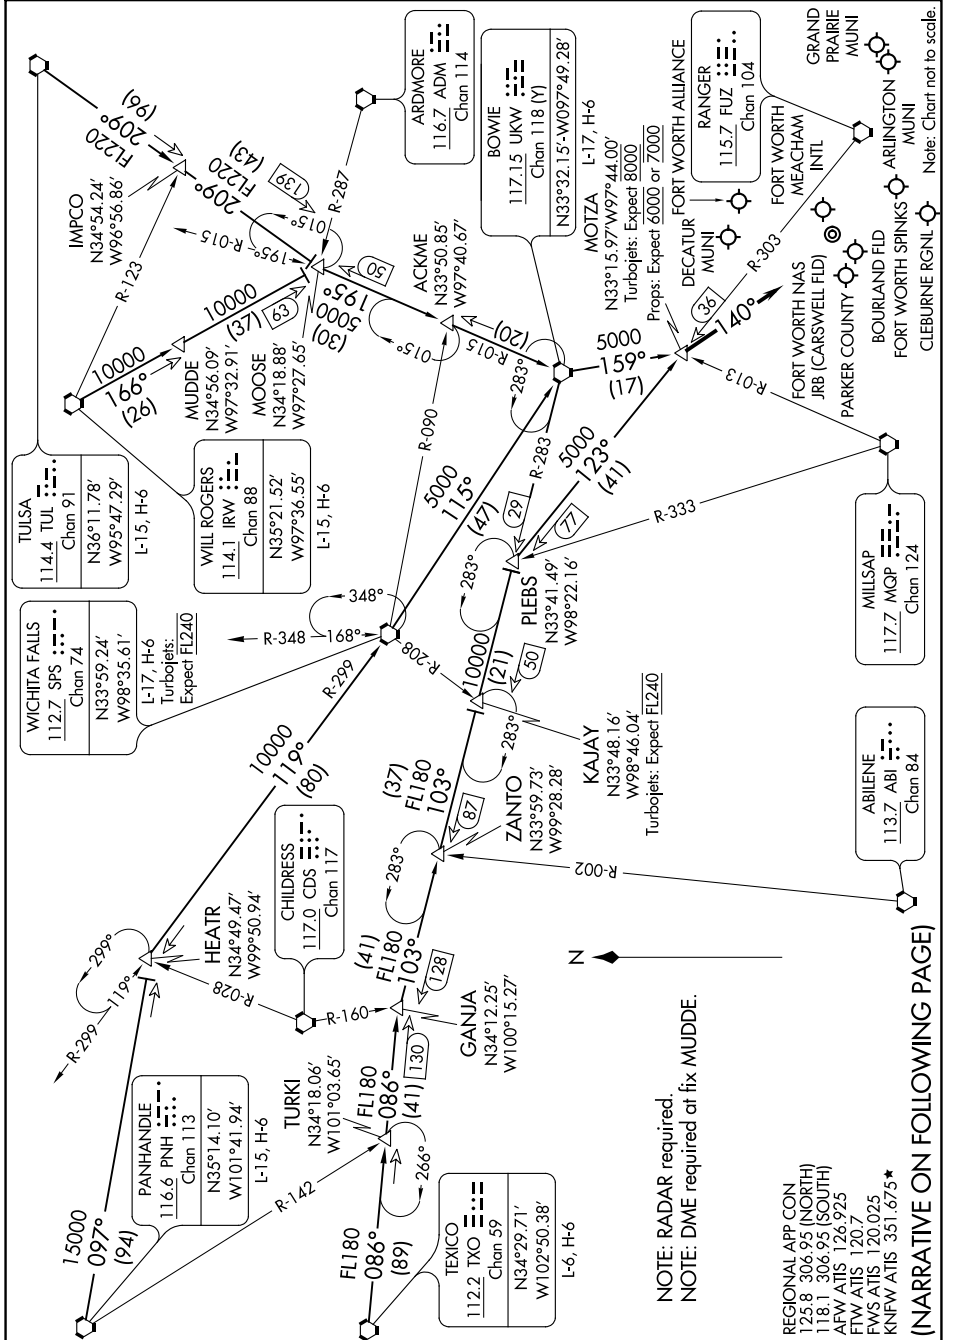 TULSA
114.4 TUL
Chan 91
N36°11.78'
W95°47.29'
L-15, H-6
WILL ROGERS
114.1 IRW
Chan 88
N35°21.52'
W97°36.55'
L-15, H-6
WICHITA FALLS
112.7 SPS
Chan 74
N33°59.24'
W98°35.61'
L-17, H-6
Turbojets:
Expect FL240
ARDMORE
116.7 ADM
Chan 114
BOWIE
117.15 UKW
Chan 118 (Y)
N33°32.15'-W097°49.28'
L-17, H-6
RANGER
115.7 FUZ
Chan 104
MILLSAP
117.7 MQP
Chan 124
ABILENE
113.7 ABI
Chan 84
CHILDRESS
117.0 CDS
Chan 117
PANHANDLE
116.6 PNH
Chan 113
N35°14.10'
W101°41.94'
L-15, H-6
TEXICO
112.2 TXO
Chan 59
N34°29.71'
W102°50.38'
L-6, H-6
IMPCO
N34°54.24'
W96°56.86'
MUDDE
N34°56.09'
W97°32.91'
MOOSE
N34°18.88'
W97°27.65'
ACKME
N33°50.85'
W97°40.67'
MOTZA
N33°15.97'W97°44.00'
Turbojets: Expect 8000
Props: Expect 6000 or 7000
PLEBS
N33°41.49'
W98°22.16'
KAJAY
N33°48.16'
W98°46.04'
Turbojets: Expect FL240
ZANTO
N33°59.73'
W99°28.28'
GANJA
N34°12.25'
W100°15.27'
TURKI
N34°18.06'
W101°03.65'
HEATR
N34°49.47'
W99°50.94'
FL220
209°
(96)
FL220
209°
(43)
139
R-287
R-123
10000
166°
(26)
10000
(37)
63
015°
195°
R-015
50
195°
5000
(30)
015°
R-015
(20)
R-090
283°
5000
159°
(17)
36
140°
R-303
R-013
R-333
5000
123°
(41)
77
R-283
29
283°
5000
115°
(47)
348°
168°
R-348
R-299
R-208
10000
(21)
50
283°
10000
119°
(80)
(37)
FL180
103°
87
283°
R-002
(41)
FL180
103°
128
R-160
R-028
299°
119°
R-299
FL180
086°
(41)
130
266°
15000
097°
(94)
R-142
FL180
086°
(89)
DECATUR
MUNI
FORT WORTH ALLIANCE
FORT WORTH
MEACHAM
INTL
GRAND
PRAIRIE
MUNI
ARLINGTON
MUNI
FORT WORTH NAS
JRB (CARSWELL FLD)
PARKER COUNTY
BOURLAND FLD
FORT WORTH SPINKS
CLEBURNE RGNL
Note: Chart not to scale.
N
NOTE: RADAR required.
NOTE: DME required at fix MUDDE.
REGIONAL APP CON
125.8 306.95 (NORTH)
118.1 306.95 (SOUTH)
AFW ATIS 126.925
FTW ATIS 120.7
FWS ATIS 120.025
KNFW ATIS 351.675★
(NARRATIVE ON FOLLOWING PAGE)